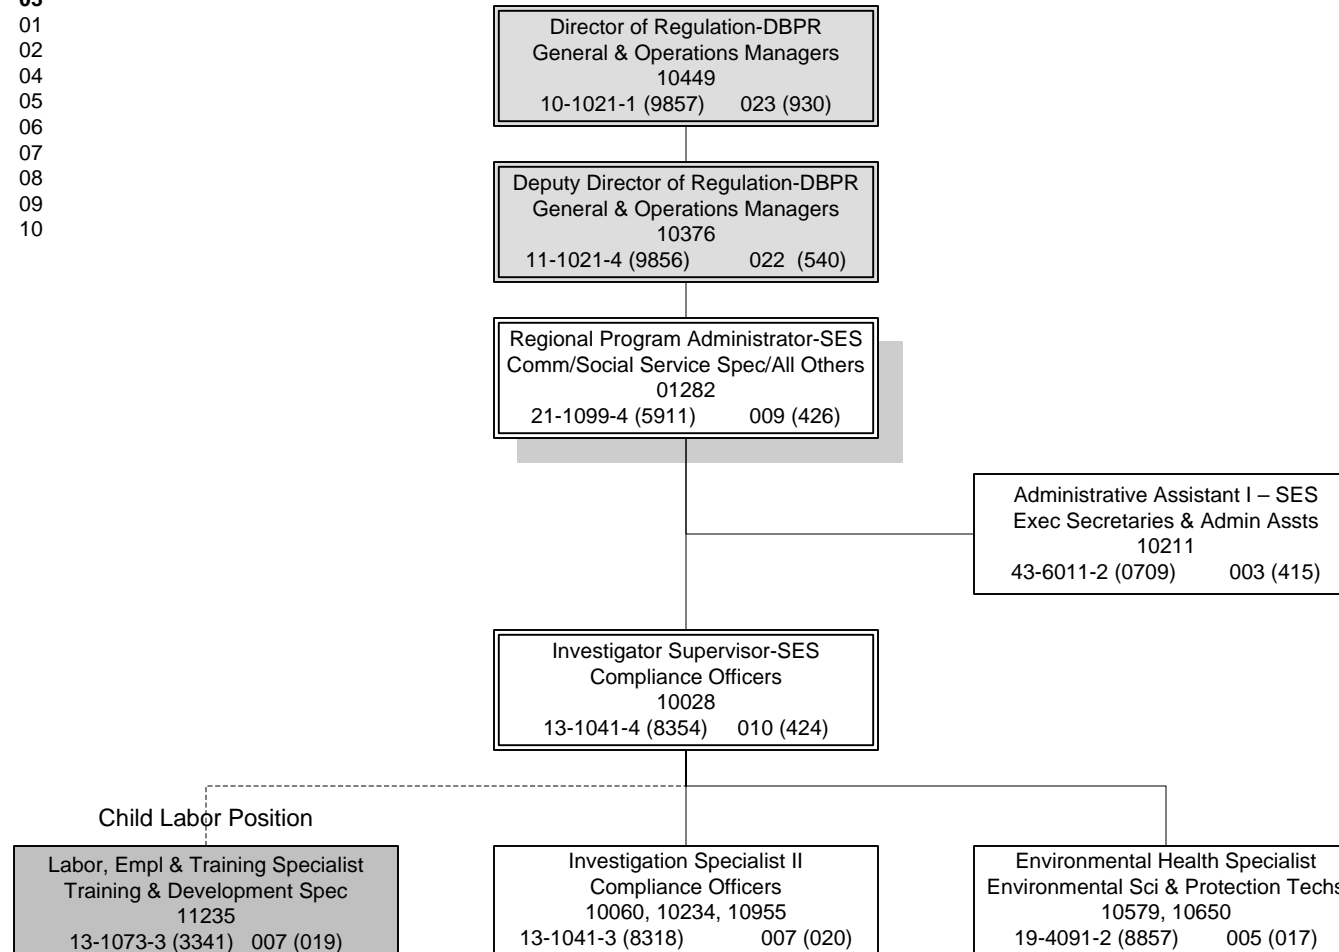 01
02
04
05
06
07
08
09
10
Director of Regulation-DBPR
General & Operations Managers
10449
10-1021-1 (9857) 023 (930)
Deputy Director of Regulation-DBPR
General & Operations Managers
10376
11-1021-4 (9856) 022 (540)
Regional Program Administrator-SES
Comm/Social Service Spec/All Others
01282
21-1099-4 (5911) 009 (426)
Administrative Assistant I – SES
Exec Secretaries & Admin Assts
10211
43-6011-2 (0709) 003 (415)
Investigator Supervisor-SES
Compliance Officers
10028
13-1041-4 (8354) 010 (424)
Child Labor Position
Labor, Empl & Training Specialist
Training & Development Spec
11235
13-1073-3 (3341) 007 (019)
Investigation Specialist II
Compliance Officers
10060, 10234, 10955
13-1041-3 (8318) 007 (020)
Environmental Health Specialist
Environmental Sci & Protection Techs
10579, 10650
19-4091-2 (8857) 005 (017)